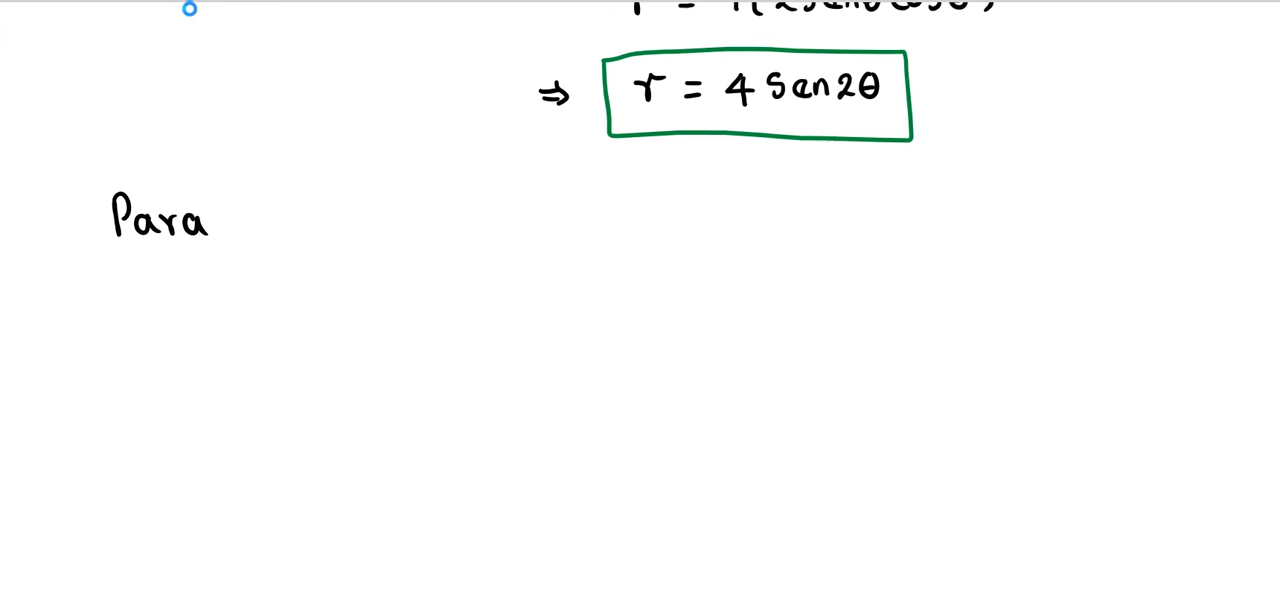 ⇒ r = 4 Sen2θ
Para